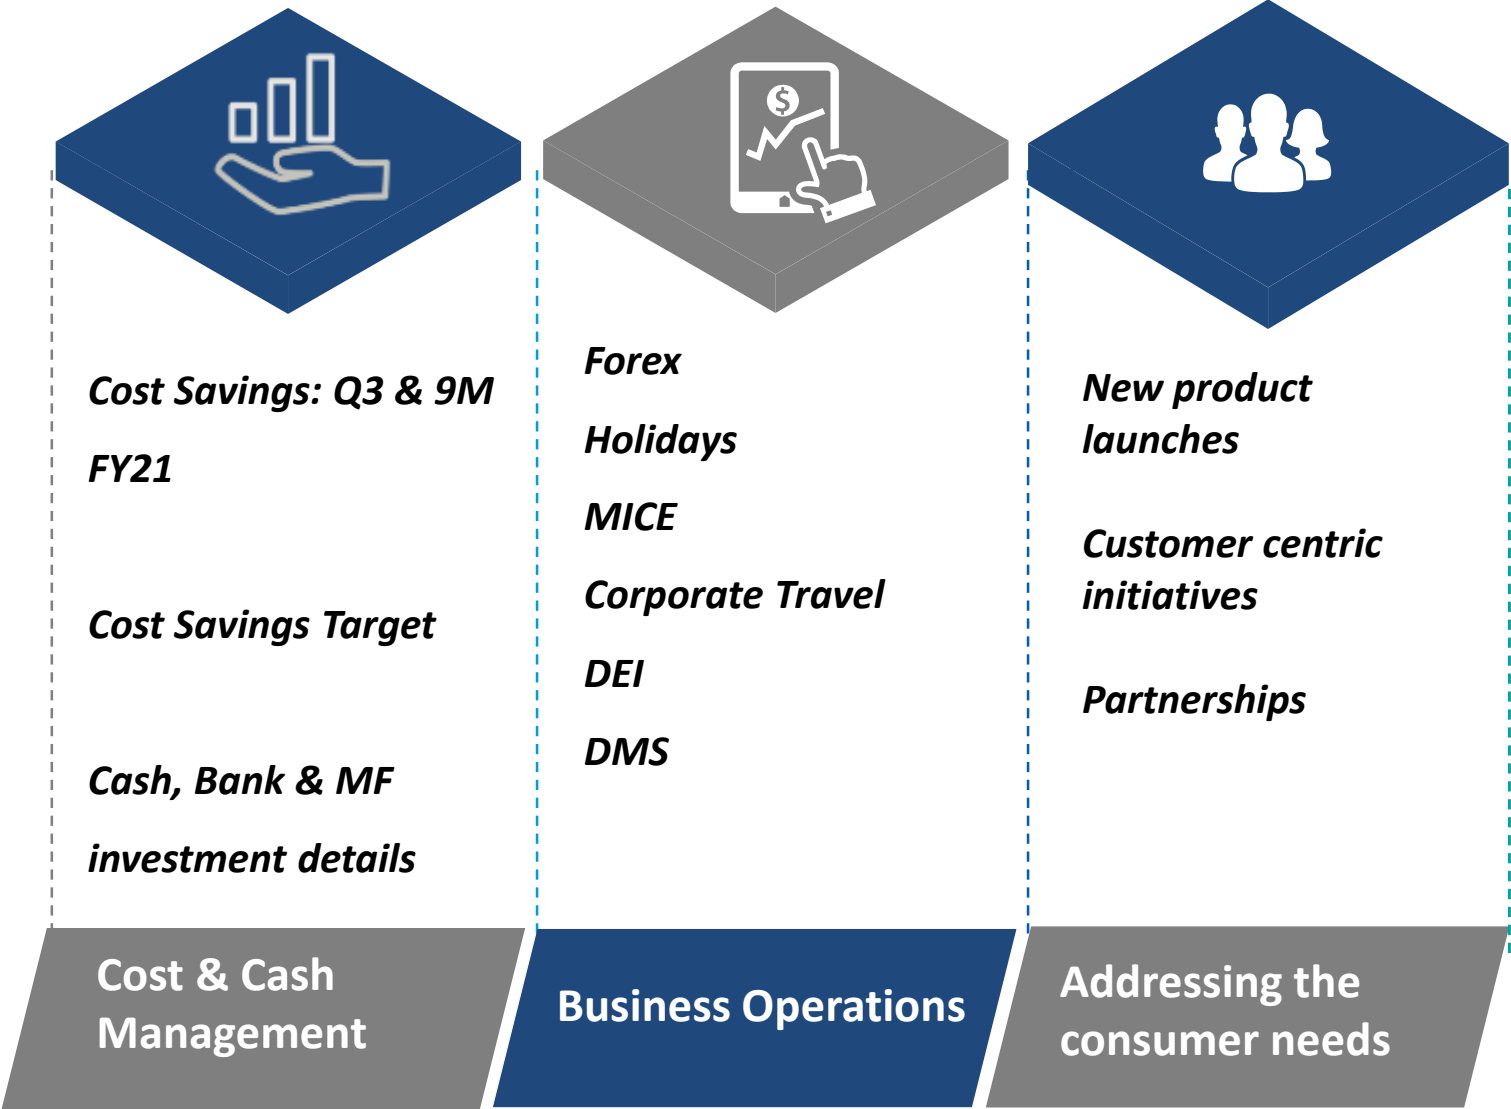 Cost Savings: Q3 & 9M
FY21
Cost Savings Target
Cash, Bank & MF
investment details
Cost & Cash
Management
Forex
Holidays
MICE
Corporate Travel
DEI
DMS
Business Operations
New product
launches
Customer centric
initiatives
Partnerships
Addressing the
consumer needs